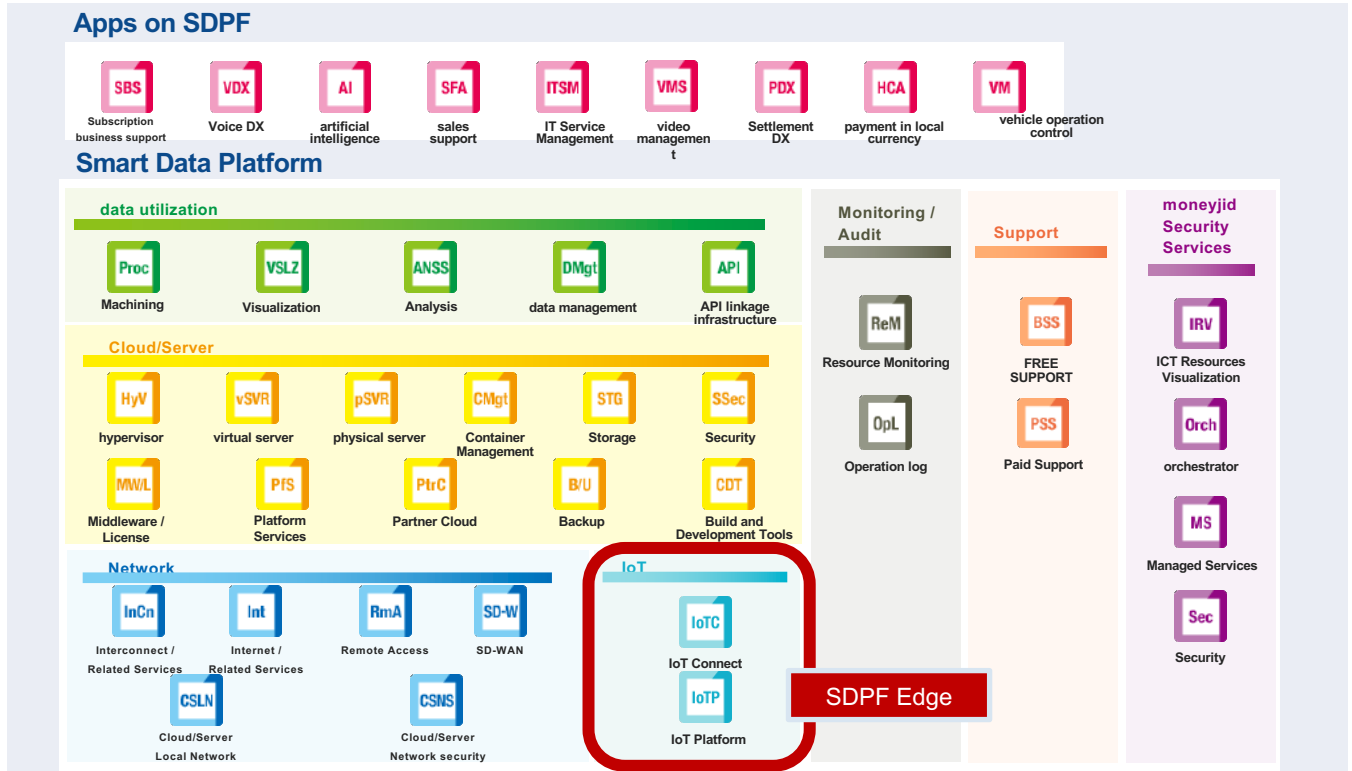 Apps on SDPF
SBS
VDX
AI
SFA
ITSM
VMS
PDX
HCA
VM
Subscription
business support
Voice DX
artificial
intelligence
sales
support
IT Service
Management
video
managemen
t
Settlement
DX
payment in local
currency
vehicle operation
control
Smart Data Platform
data utilization
Proc
VSLZ
ANSS
DMgt
API
Machining
Visualization
Analysis
data management
API linkage
infrastructure
Cloud/Server
HyV
vSVR
pSVR
CMgt
STG
SSec
hypervisor
virtual server
physical server
Container
Management
Storage
Security
MW/L
PfS
PtrC
B/U
CDT
Middleware /
License
Platform
Services
Partner Cloud
Backup
Build and
Development Tools
Network
InCn
Int
RmA
SD-W
Interconnect /
Related Services
Internet /
Related Services
Remote Access
SD-WAN
CSLN
CSNS
Cloud/Server
Local Network
Cloud/Server
Network security
IoT
IoTC
IoT Connect
IoTP
IoT Platform
SDPF Edge
Monitoring /
Audit
ReM
Resource Monitoring
OpL
Operation log
Support
BSS
FREE
SUPPORT
PSS
Paid Support
moneyjid
Security
Services
IRV
ICT Resources
Visualization
Orch
orchestrator
MS
Managed Services
Sec
Security